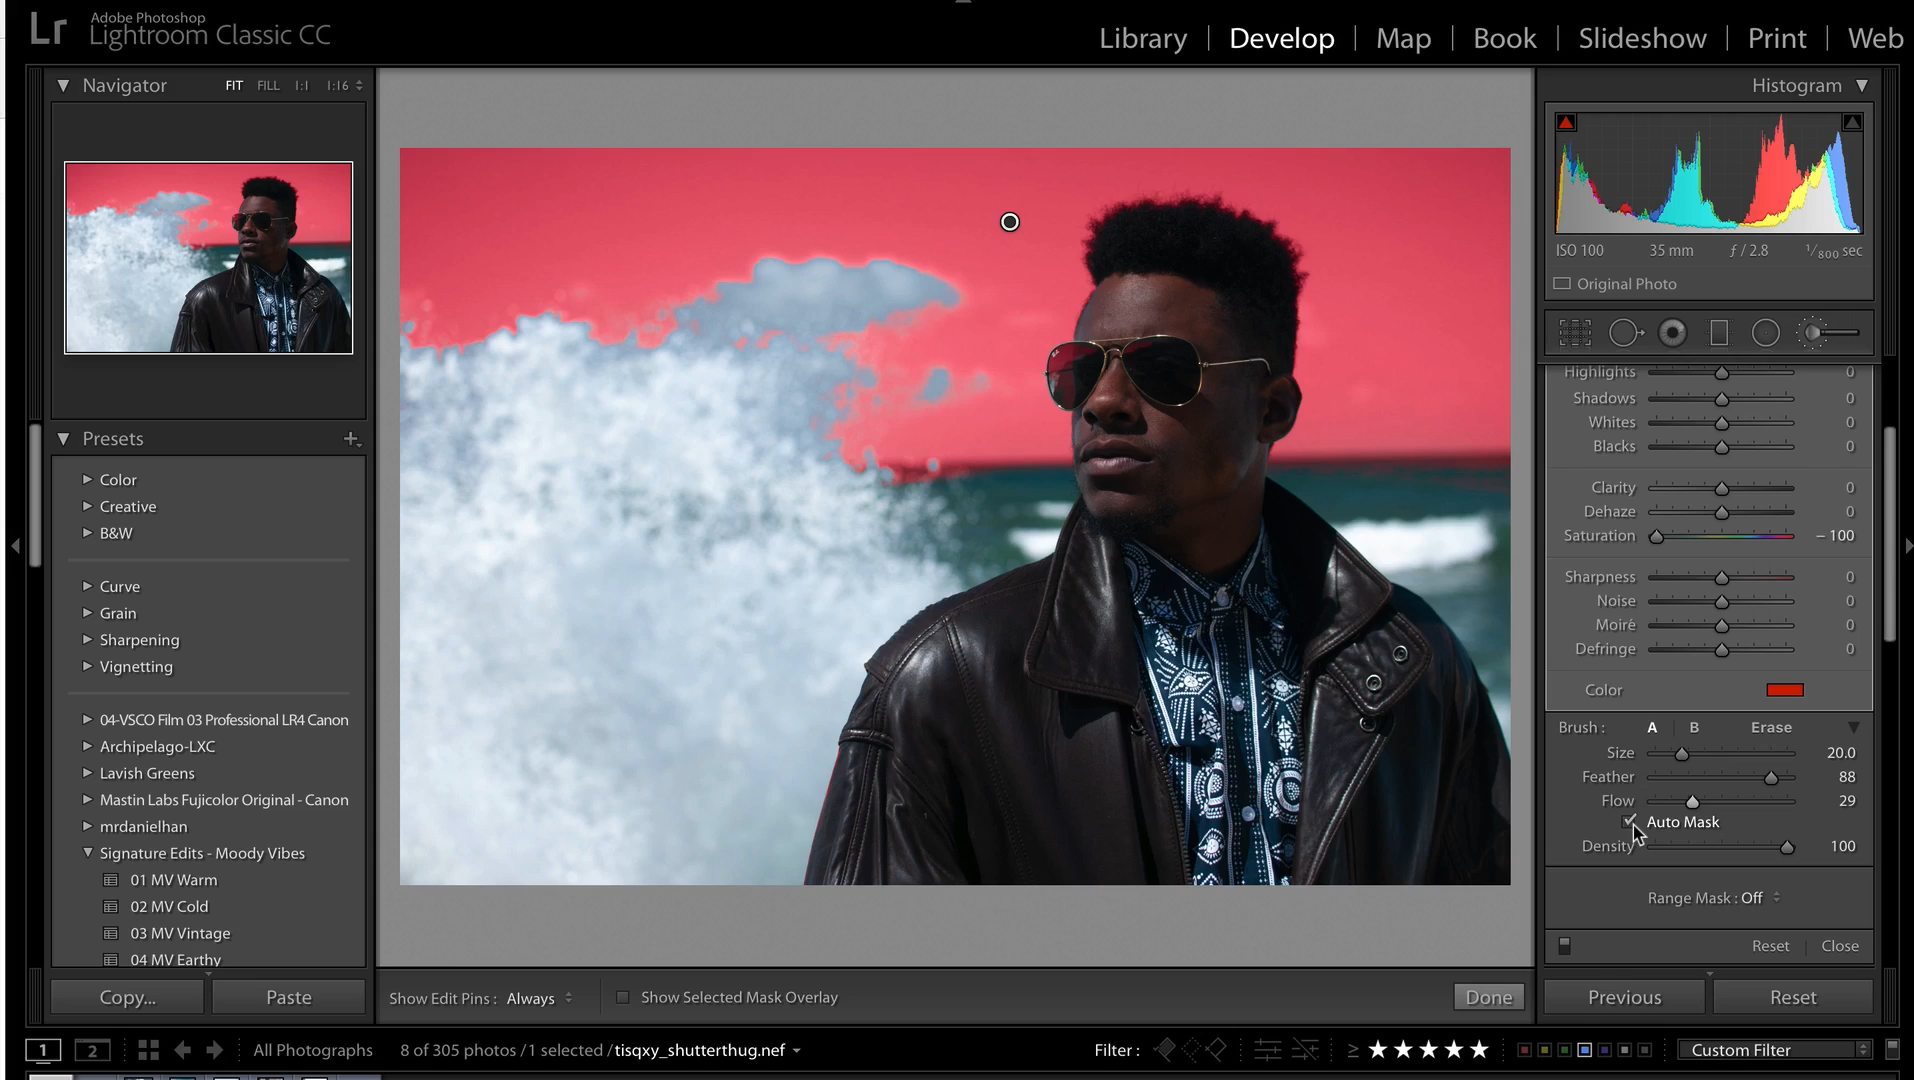 Lr
Adobe Photoshop
Lightroom Classic CC
Library | Develop | Map | Book | Slideshow | Print | Web
Navigator FIT FILL 1:1 1:16
Histogram
ISO 100 35 mm ƒ / 2.8 1/800 sec
Original Photo
Presets
Color
Creative
B&W
Curve
Grain
Sharpening
Vignetting
04-VSCO Film 03 Professional LR4 Canon
Archipelago-LXC
Lavish Greens
Mastin Labs Fujicolor Original - Canon
mrdanielhan
Signature Edits - Moody Vibes
01 MV Warm
02 MV Cold
03 MV Vintage
04 MV Earthy
Highlights 0
Shadows 0
Whites 0
Blacks 0
Clarity 0
Dehaze 0
Saturation – 100
Sharpness 0
Noise 0
Moiré 0
Defringe 0
Color
Brush : A | B Erase
Size 20.0
Feather 88
Flow 29
Auto Mask
Density 100
Range Mask : Off
Reset Close
Copy... Paste
Show Edit Pins : Always
Show Selected Mask Overlay
Done
Previous Reset
1 2 All Photographs 8 of 305 photos / 1 selected / tisqxy_shutterthug.nef
Filter : ≥ ★★★★★ Custom Filter